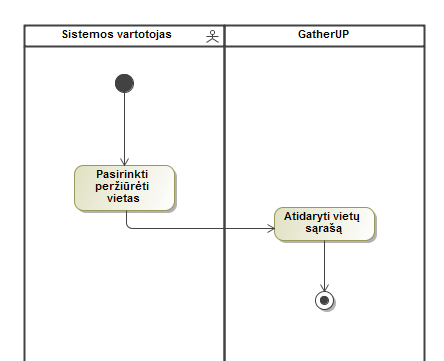 Sistemos vartotojas
GatherUP
Pasirinkti
peržiūrėti
vietas
Atidaryti vietų
sąrašą